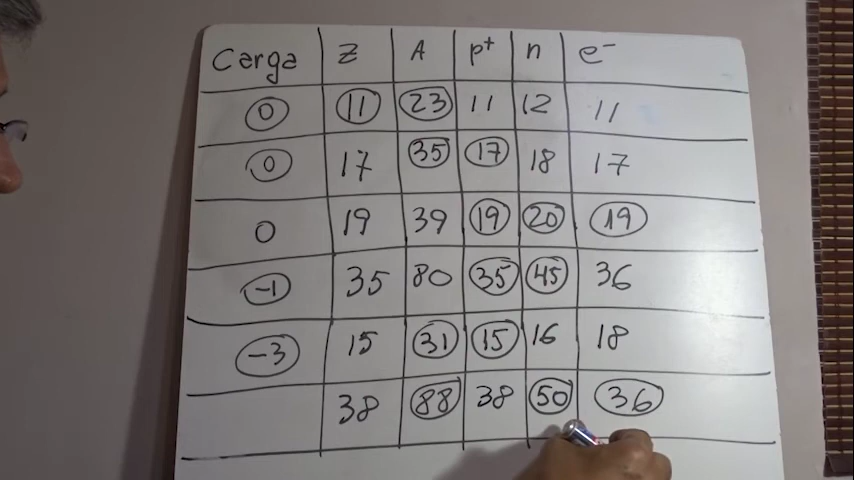 Carga Z A p+ n e-
0 11 23 11 12 11
0 17 35 17 18 17
0 19 39 19 20 19
-1 35 80 35 45 36
-3 15 31 15 16 18
38 88 38 50 36